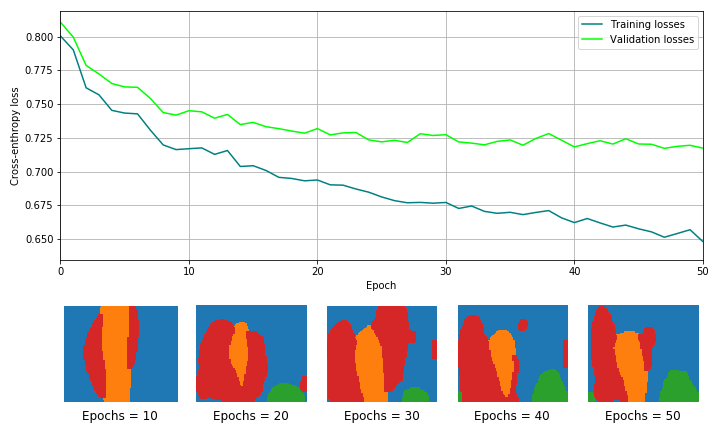 Training losses
Validation losses
Cross-enthropy loss
0.800
0.775
0.750
0.725
0.700
0.675
0.650
0 10 20 30 40 50
Epoch
Epochs = 10 Epochs = 20 Epochs = 30 Epochs = 40 Epochs = 50